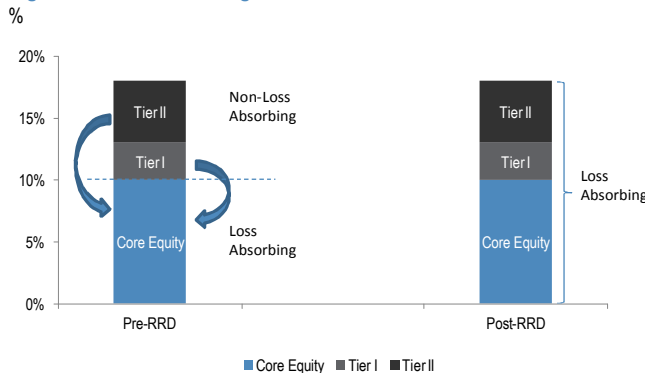 %
20%
15%
10%
5%
0%
Tier II
Tier I
Core Equity
Non-Loss
Absorbing
Loss
Absorbing
Tier II
Tier I
Core Equity
Loss
Absorbing
Pre-RRD
Post-RRD
Core Equity Tier I Tier II